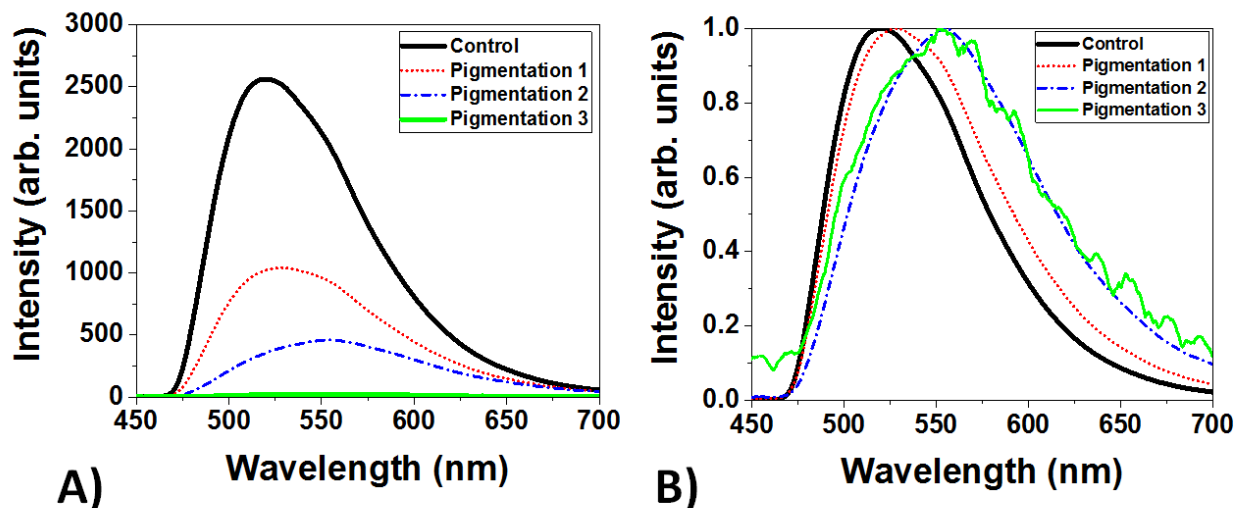 3000
2500
2000
1500
1000
500
0
Intensity (arb. units)
Control
Pigmentation 1
Pigmentation 2
Pigmentation 3
450 500 550 600 650 700
Wavelength (nm)
A)
1.0
0.8
0.6
0.4
0.2
0.0
Intensity (arb. units)
Control
Pigmentation 1
Pigmentation 2
Pigmentation 3
450 500 550 600 650 700
Wavelength (nm)
B)